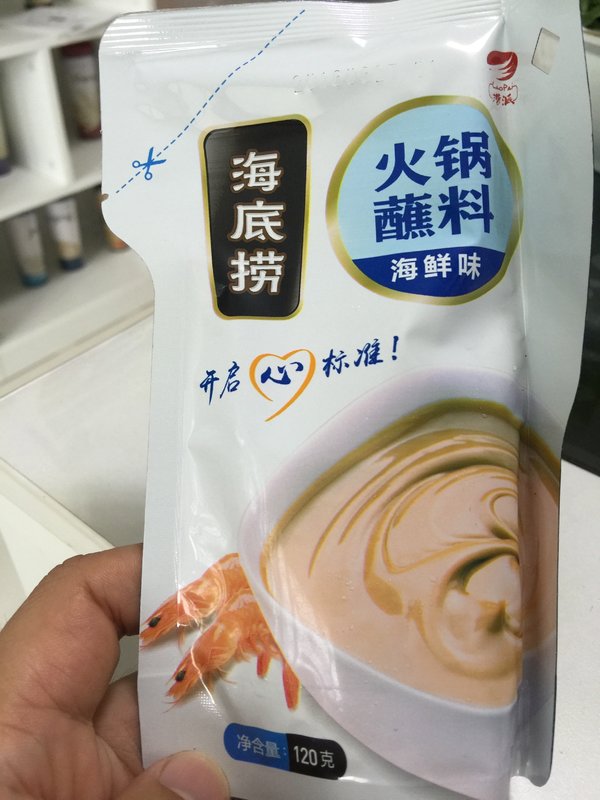 海底捞
火锅
蘸料
海鲜味
开启心标准!
净含量:120克